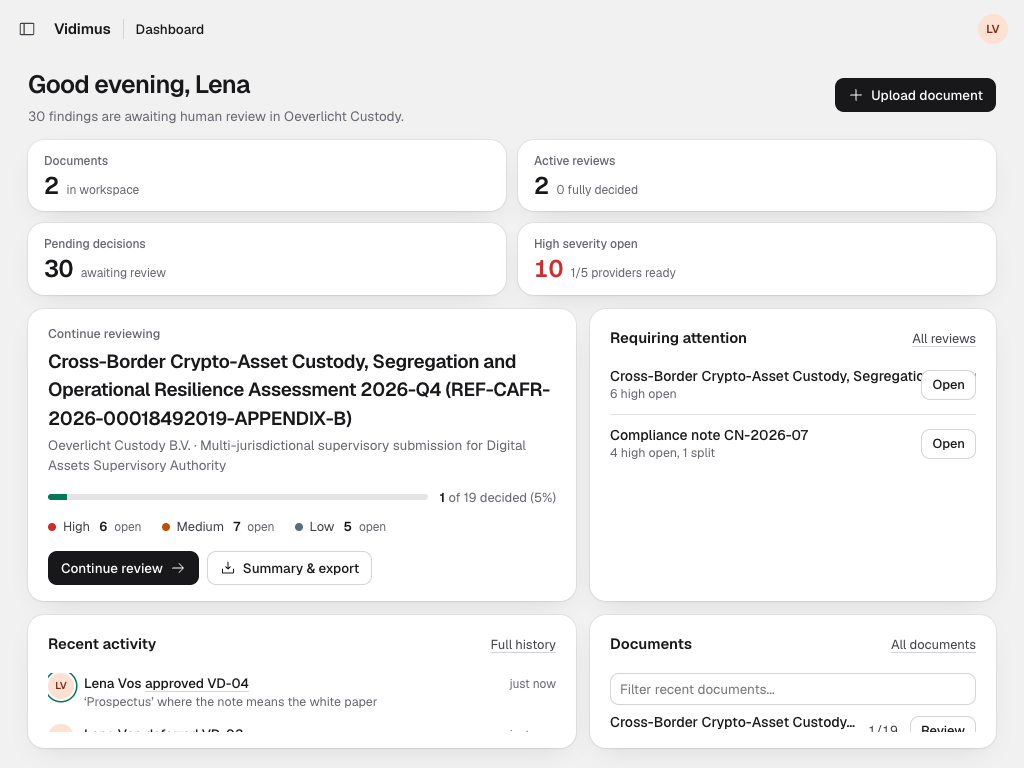 Vidimus
Dashboard
LV
Good evening, Lena
30 findings are awaiting human review in Oeverlicht Custody.
Upload document
Documents
2 in workspace
Active reviews
2 0 fully decided
Pending decisions
30 awaiting review
High severity open
10 1/5 providers ready
Continue reviewing
Cross-Border Crypto-Asset Custody, Segregation and
Operational Resilience Assessment 2026-Q4 (REF-CAFR-
2026-00018492019-APPENDIX-B)
Oeverlicht Custody B.V. · Multi-jurisdictional supervisory submission for Digital
Assets Supervisory Authority
1 of 19 decided (5%)
High 6 open Medium 7 open Low 5 open
Continue review
Summary & export
Requiring attention
All reviews
Cross-Border Crypto-Asset Custody,
6 high open
Open
Compliance note CN-2026-07
4 high open, 1 split
Open
Recent activity
Full history
LV
Lena Vos approved VD-04
just now
‘Prospectus’ where the note means the white paper
Documents
All documents
Filter recent documents...
Cross-Border Crypto-Asset Custody...
1/19
Review